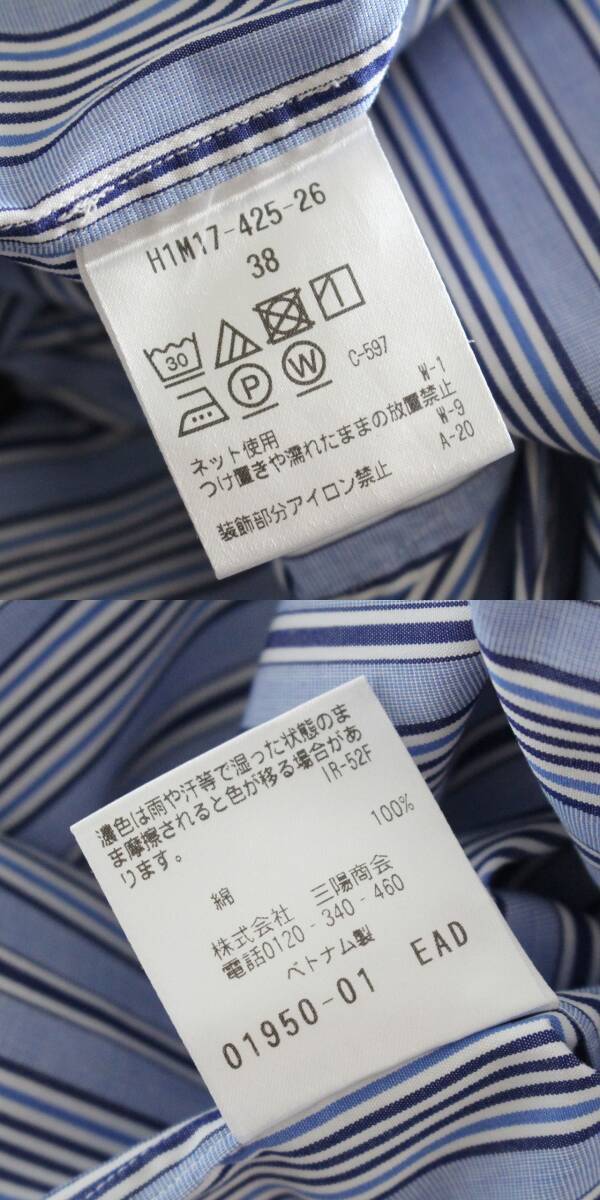 H1M17-425-26
38
30
P W C-597
W-1
ネット使用
つけ置きや濡れたままの放置禁止
W-9
A-20
装飾部分アイロン禁止
濃色は雨や汗等で湿った状態のま
ま摩擦されると色が移る場合があ
ります。
IR-52F
綿 100%
株式会社 三陽商会
電話0120-340-460
ベトナム製
01950-01 EAD